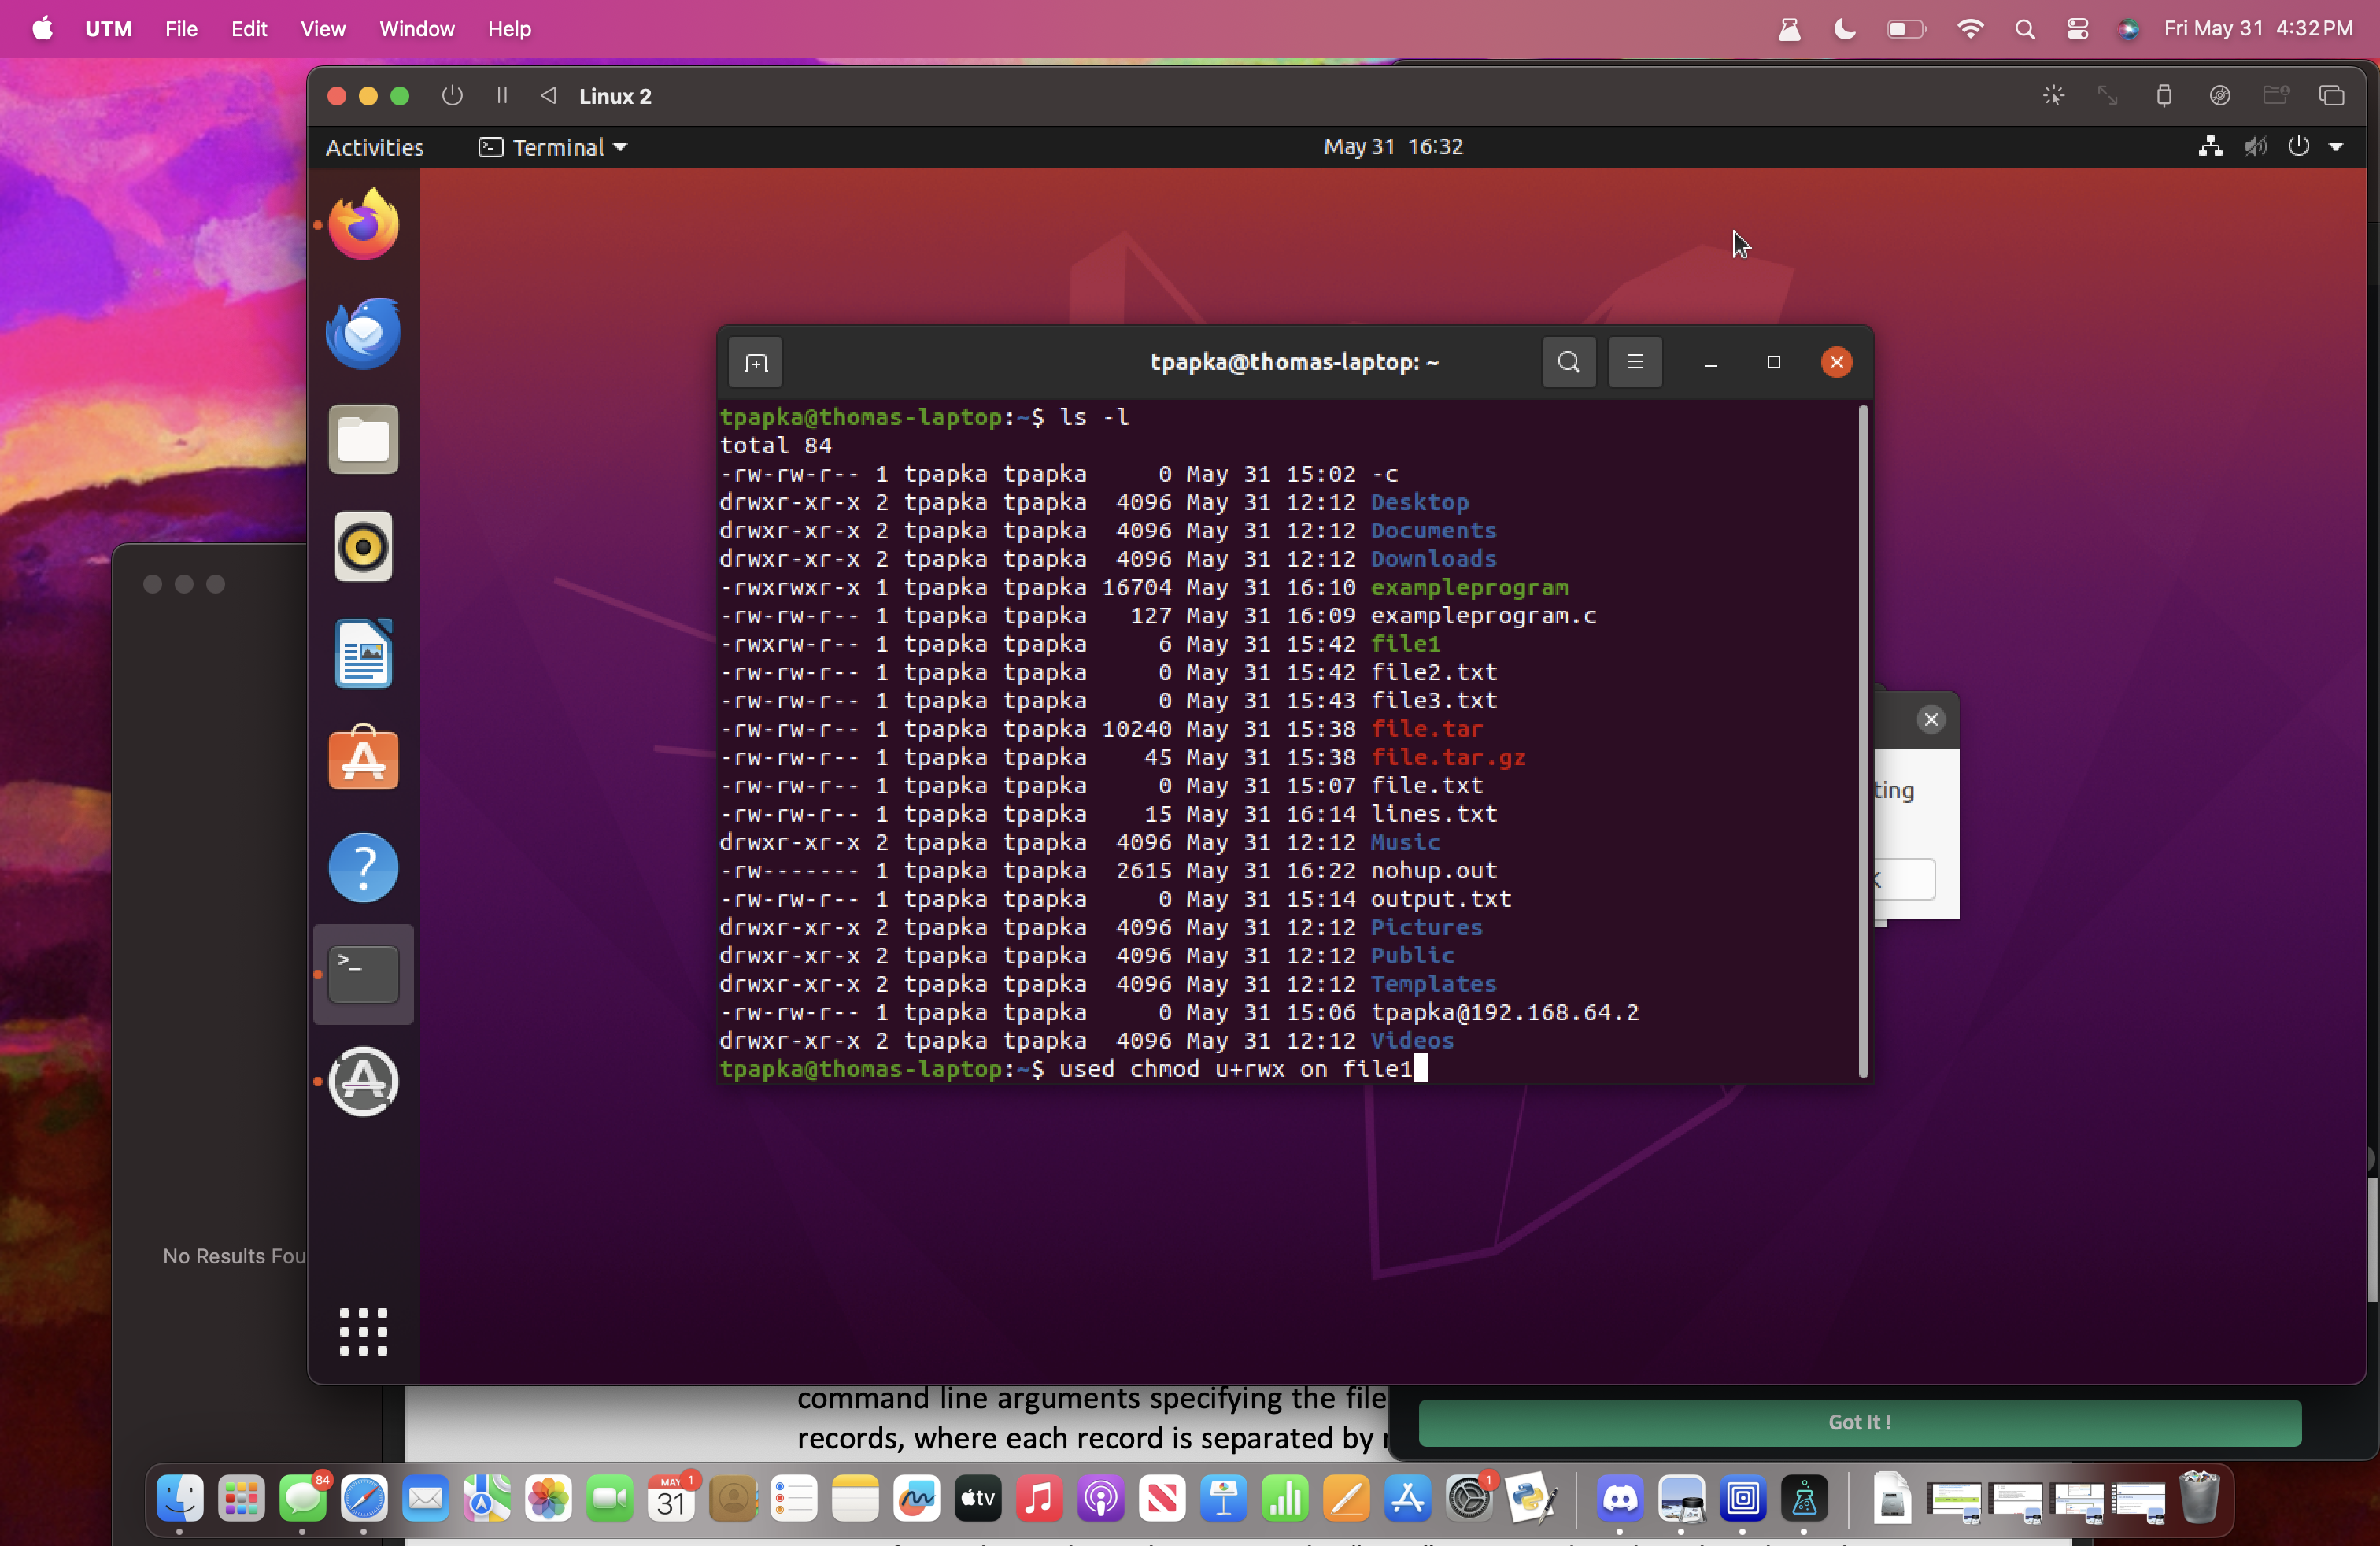 UTM File Edit View Window Help Fri May 31 4:32 PM
Linux 2
Activities Terminal May 31 16:32
tpapka@thomas-laptop: ~
tpapka@thomas-laptop:~$ ls -l
total 84
-rw-rw-r-- 1 tpapka tpapka     0 May 31 15:02 -c
drwxr-xr-x 2 tpapka tpapka  4096 May 31 12:12 Desktop
drwxr-xr-x 2 tpapka tpapka  4096 May 31 12:12 Documents
drwxr-xr-x 2 tpapka tpapka  4096 May 31 12:12 Downloads
-rwxrwxr-x 1 tpapka tpapka 16704 May 31 16:10 exampleprogram
-rw-rw-r-- 1 tpapka tpapka   127 May 31 16:09 exampleprogram.c
-rwxrw-r-- 1 tpapka tpapka     6 May 31 15:42 file1
-rw-rw-r-- 1 tpapka tpapka     0 May 31 15:42 file2.txt
-rw-rw-r-- 1 tpapka tpapka     0 May 31 15:43 file3.txt
-rw-rw-r-- 1 tpapka tpapka 10240 May 31 15:38 file.tar
-rw-rw-r-- 1 tpapka tpapka    45 May 31 15:38 file.tar.gz
-rw-rw-r-- 1 tpapka tpapka     0 May 31 15:07 file.txt
-rw-rw-r-- 1 tpapka tpapka    15 May 31 16:14 lines.txt
drwxr-xr-x 2 tpapka tpapka  4096 May 31 12:12 Music
-rw------- 1 tpapka tpapka  2615 May 31 16:22 nohup.out
-rw-rw-r-- 1 tpapka tpapka     0 May 31 15:14 output.txt
drwxr-xr-x 2 tpapka tpapka  4096 May 31 12:12 Pictures
drwxr-xr-x 2 tpapka tpapka  4096 May 31 12:12 Public
drwxr-xr-x 2 tpapka tpapka  4096 May 31 12:12 Templates
-rw-rw-r-- 1 tpapka tpapka     0 May 31 15:06 tpapka@192.168.64.2
drwxr-xr-x 2 tpapka tpapka  4096 May 31 12:12 Videos
tpapka@thomas-laptop:~$ used chmod u+rwx on file1
ting
No Results Fou
command line arguments specifying the file
records, where each record is separated by
Got It !
84
MAY 31
1
tv
1